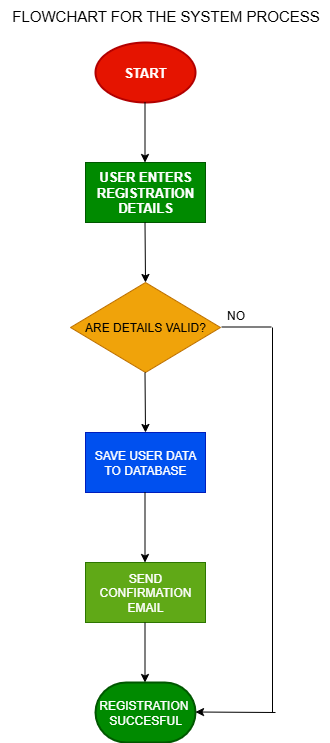 FLOWCHART FOR THE SYSTEM PROCESS
START
USER ENTERS
REGISTRATION
DETAILS
ARE DETAILS VALID?
NO
SAVE USER DATA
TO DATABASE
SEND
CONFIRMATION
EMAIL
REGISTRATION
SUCCESFUL